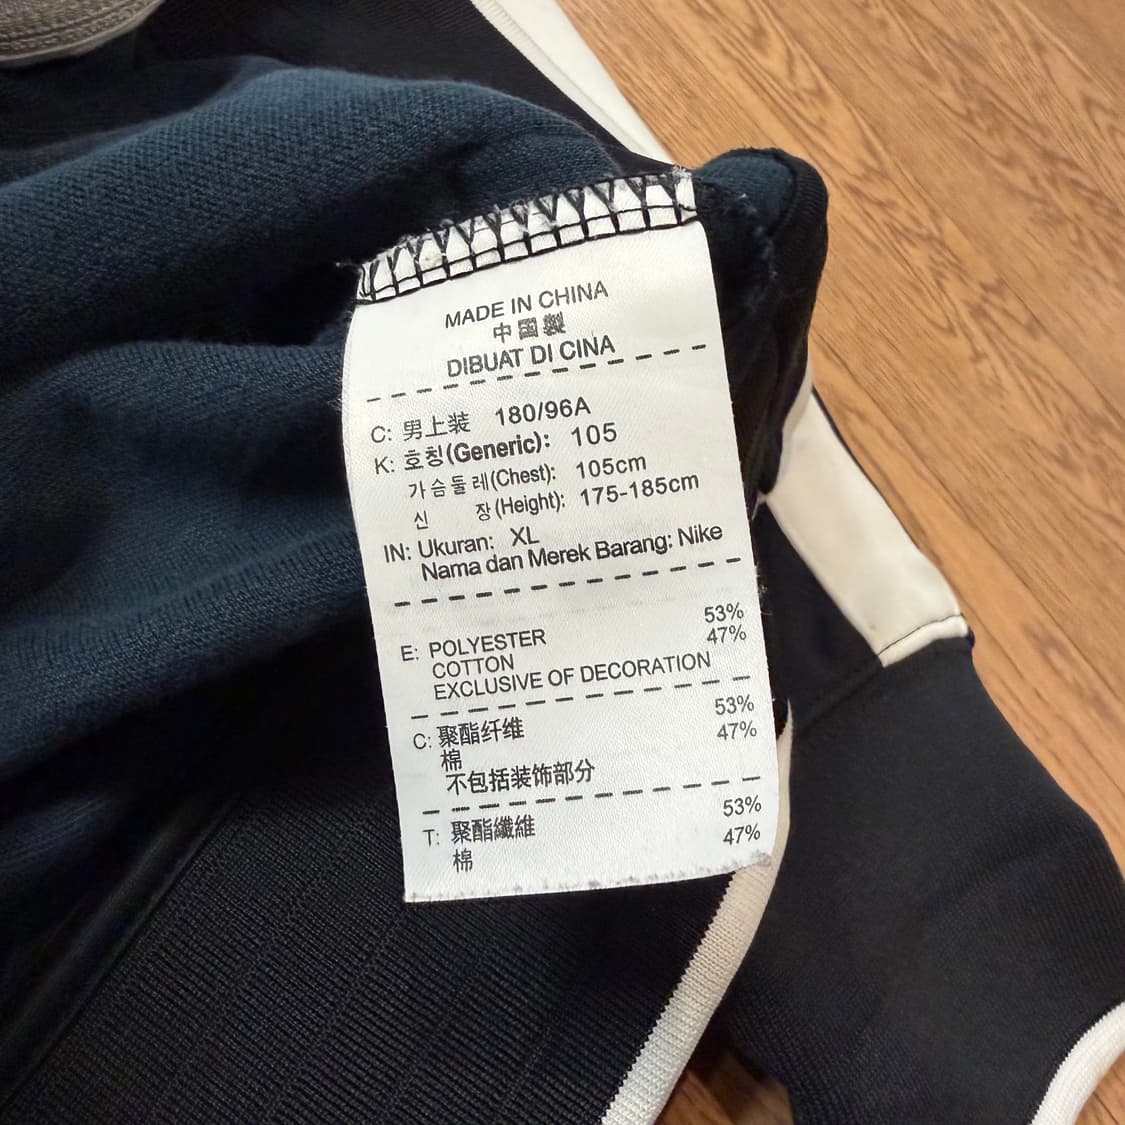 MADE IN CHINA
中國製
DIBUAT DI CINA
C: 男上装 180/96A
K: 호칭(Generic): 105
가슴둘레(Chest): 105cm
신 장(Height): 175-185cm
IN: Ukuran: XL
Nama dan Merek Barang: Nike
E: POLYESTER 53%
COTTON 47%
EXCLUSIVE OF DECORATION
C: 聚酯纤维 53%
棉 47%
不包括装饰部分
T: 聚酯纖維 53%
棉 47%